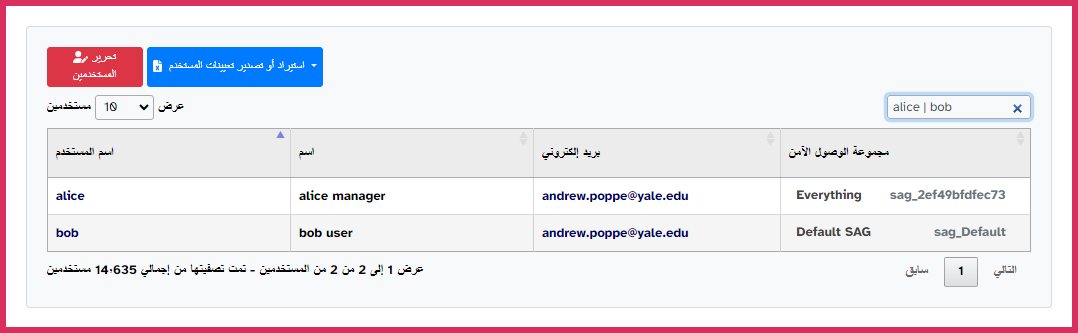 تحرير
المستخدمين
استيراد أو تصدير تعيينات المستخدم
عرض 10 مستخدمين
alice | bob
اسم المستخدم اسم بريد إلكتروني مجموعة الوصول الآمن
alice alice manager andrew.poppe@yale.edu Everything sag_2ef49bfdfec73
bob bob user andrew.poppe@yale.edu Default SAG sag_Default
عرض 1 إلى 2 من 2 من المستخدمين - تمت تصفيتها من إجمالي 14،635 مستخدمين
سابق 1 التالي